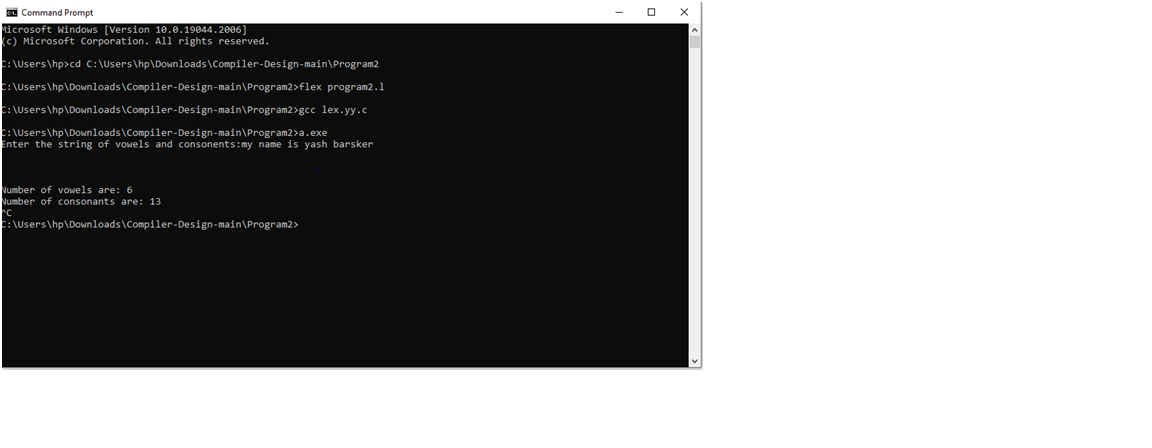 Command Prompt
Microsoft Windows [Version 10.0.19044.2006]
(c) Microsoft Corporation. All rights reserved.
C:\Users\hp>cd C:\Users\hp\Downloads\Compiler-Design-main\Program2
C:\Users\hp\Downloads\Compiler-Design-main\Program2>flex program2.l
C:\Users\hp\Downloads\Compiler-Design-main\Program2>gcc lex.yy.c
C:\Users\hp\Downloads\Compiler-Design-main\Program2>a.exe
Enter the string of vowels and consonents:my name is yash barsker
Number of vowels are: 6
Number of consonants are: 13
^C
C:\Users\hp\Downloads\Compiler-Design-main\Program2>